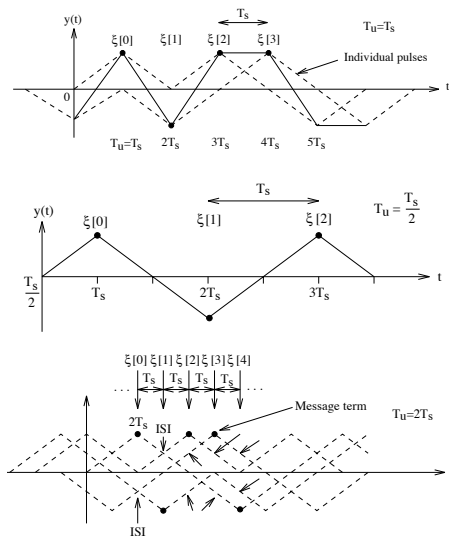 y(t)
T_s
ξ[0] ξ[1] ξ[2] ξ[3]
T_u=T_s
Individual pulses
0
t
T_u=T_s 2T_s 3T_s 4T_s 5T_s
T_s
y(t)
ξ[0] ξ[1] ξ[2]
T_u = T_s/2
t
T_s/2
T_s 2T_s 3T_s
ξ[0] ξ[1] ξ[2] ξ[3] ξ[4]
. . . T_s T_s T_s T_s . . .
Message term
T_u=2T_s
2T_s ISI
t
ISI